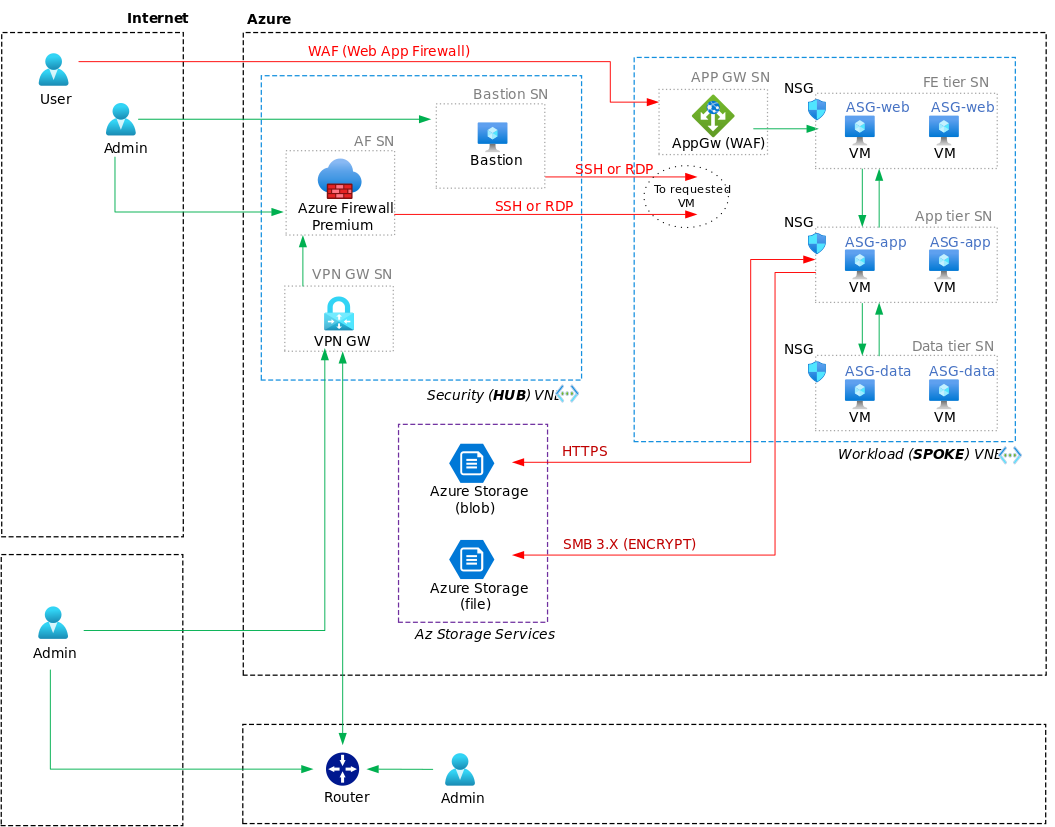 Internet
Azure
WAF (Web App Firewall)
User
Admin
Bastion SN
Bastion
AF SN
Azure Firewall
Premium
VPN GW SN
VPN GW
Security (HUB) VNE
SSH or RDP
SSH or RDP
To requested
VM
APP GW SN
AppGw (WAF)
NSG
FE tier SN
ASG-web
ASG-web
VM
VM
NSG
App tier SN
ASG-app
ASG-app
VM
VM
NSG
Data tier SN
ASG-data
ASG-data
VM
VM
Workload (SPOKE) VNE
HTTPS
Azure Storage
(blob)
SMB 3.X (ENCRYPT)
Azure Storage
(file)
Az Storage Services
Admin
Router
Admin